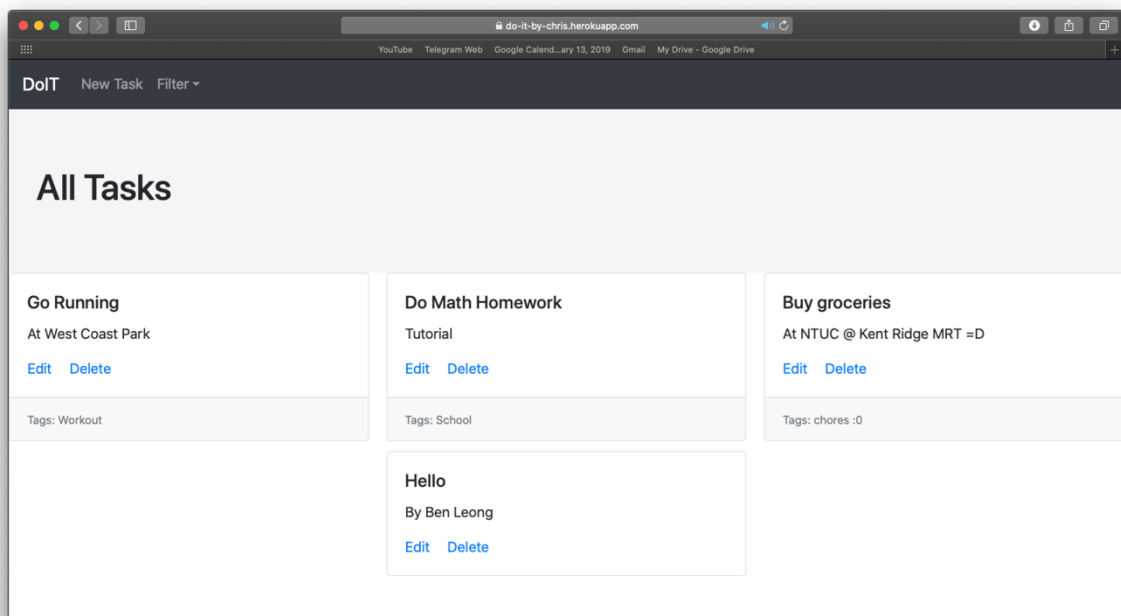 do-it-by-chris.herokuapp.com
YouTube Telegram Web Google Calend...ary 13, 2019 Gmail My Drive - Google Drive
DoIT New Task Filter
All Tasks
Go Running
At West Coast Park
Edit Delete
Tags: Workout
Do Math Homework
Tutorial
Edit Delete
Tags: School
Buy groceries
At NTUC @ Kent Ridge MRT =D
Edit Delete
Tags: chores :0
Hello
By Ben Leong
Edit Delete